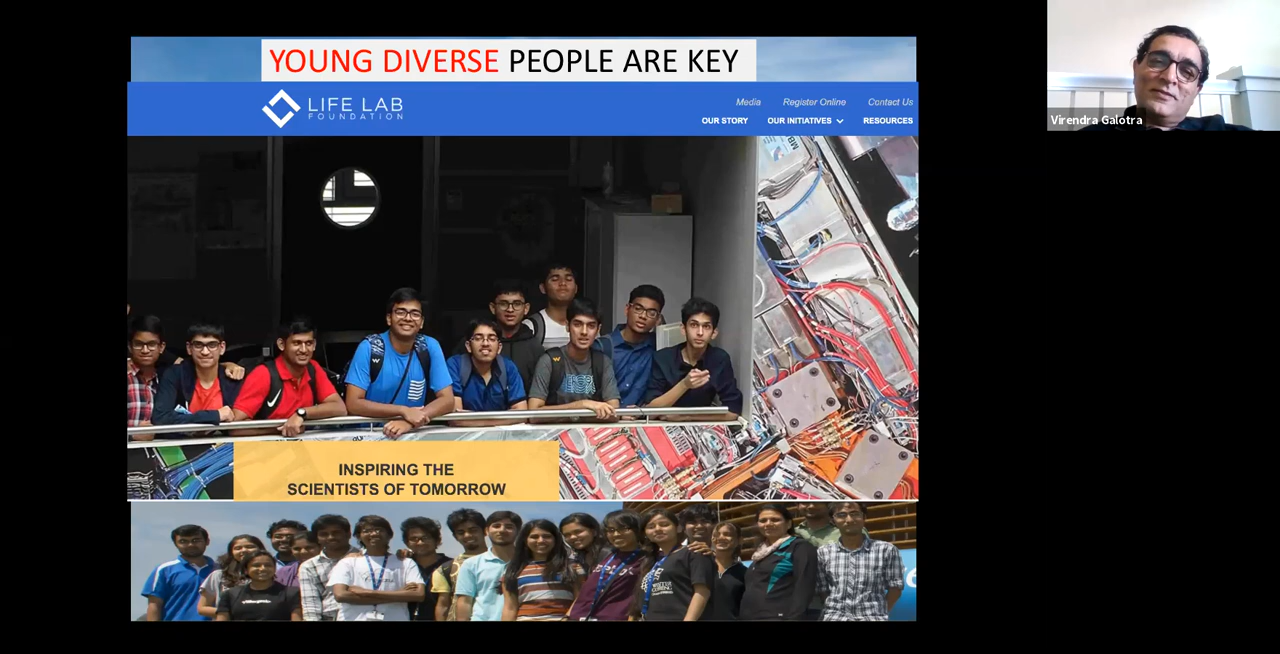 YOUNG DIVERSE PEOPLE ARE KEY
LIFE LAB
FOUNDATION
Media Register Online Contact Us
OUR STORY OUR INITIATIVES RESOURCES
INSPIRING THE
SCIENTISTS OF TOMORROW
Virendra Galotra